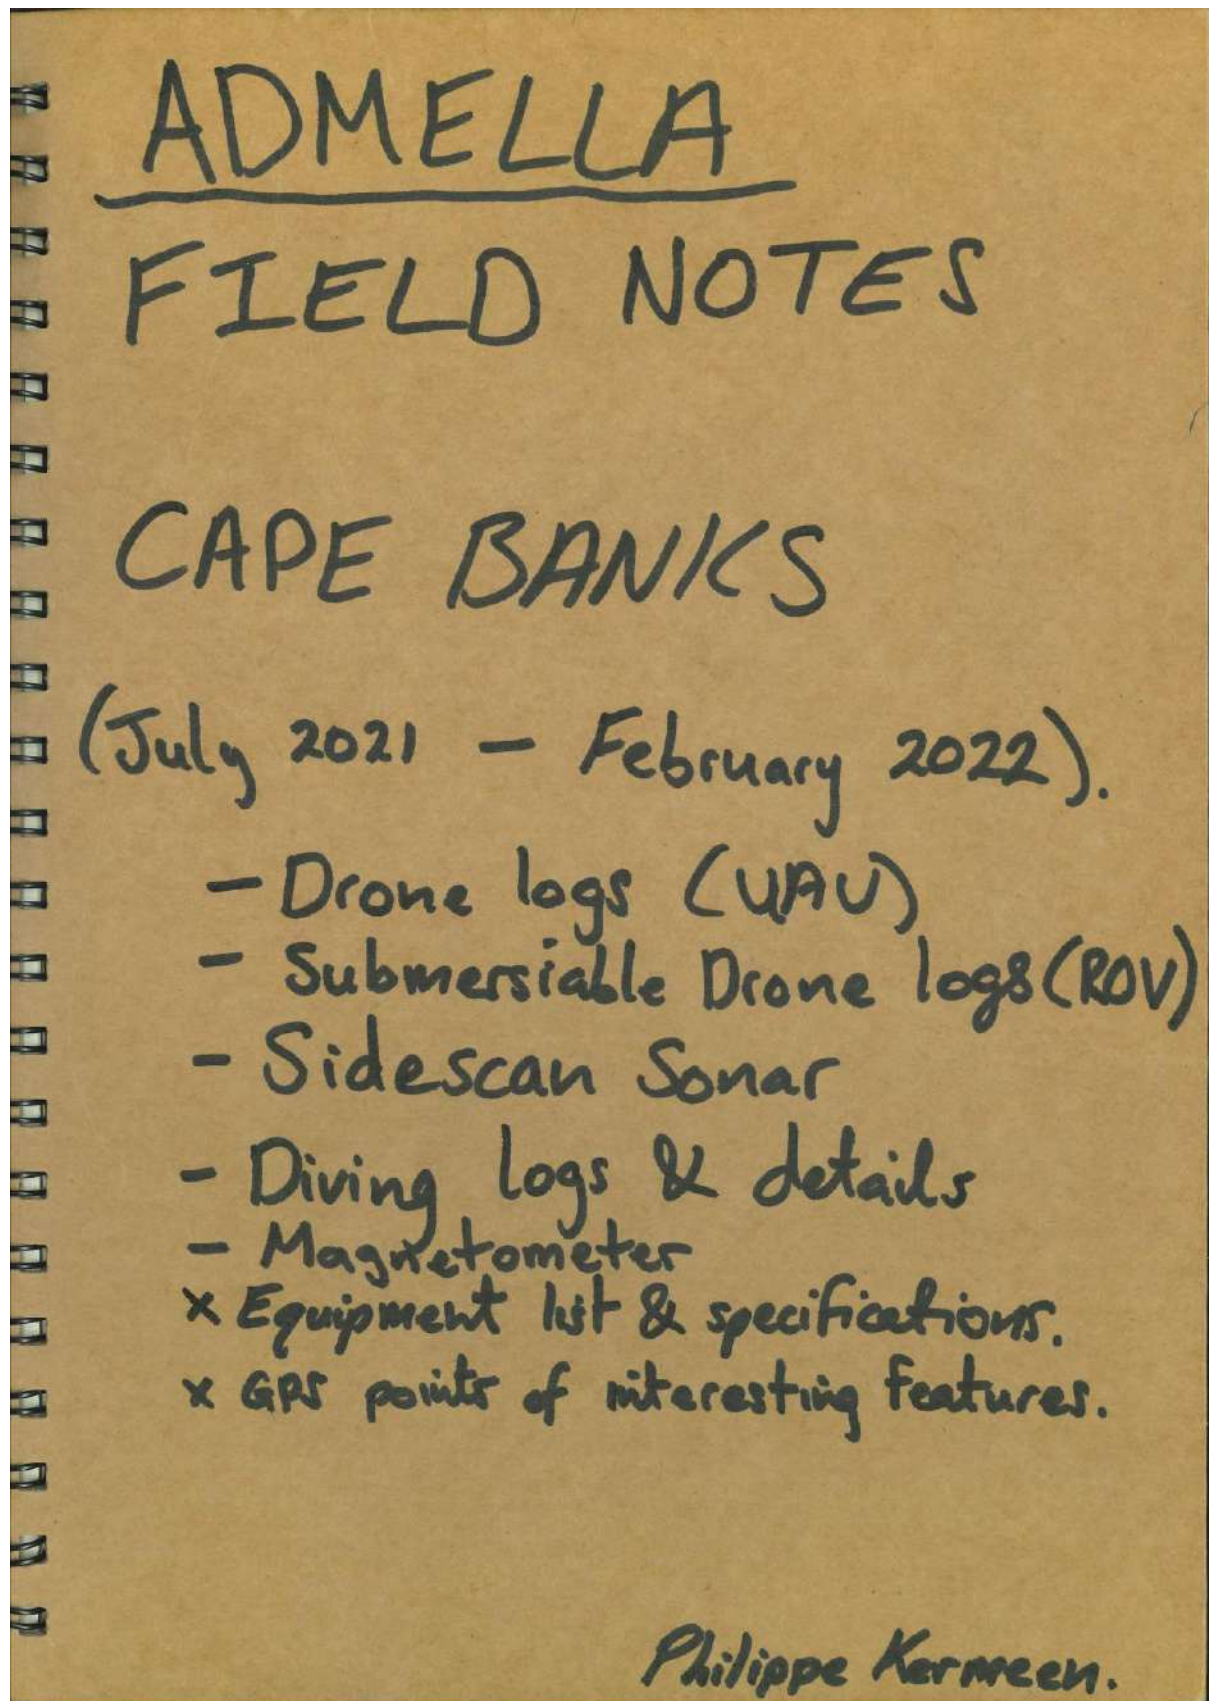 ADMELLA
FIELD NOTES
CAPE BANKS
(July 2021 – February 2022).
- Drone logs (UAV)
- Submersiable Drone logs (ROV)
- Sidescan Sonar
- Diving logs & details
- Magnetometer
x Equipment list & specifications.
x GPS points of interesting features.
Philippe Kermeen.